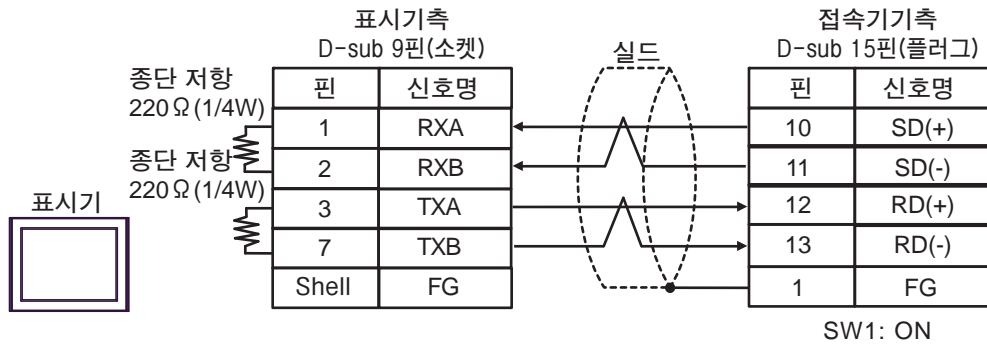 표시기측
D-sub 9핀(소켓)
접속기기측
D-sub 15핀(플러그)
실드
종단 저항
220Ω(1/4W)
종단 저항
220Ω(1/4W)
표시기
핀 신호명
1 RXA
2 RXB
3 TXA
7 TXB
Shell FG
핀 신호명
10 SD(+)
11 SD(-)
12 RD(+)
13 RD(-)
1 FG
SW1: ON